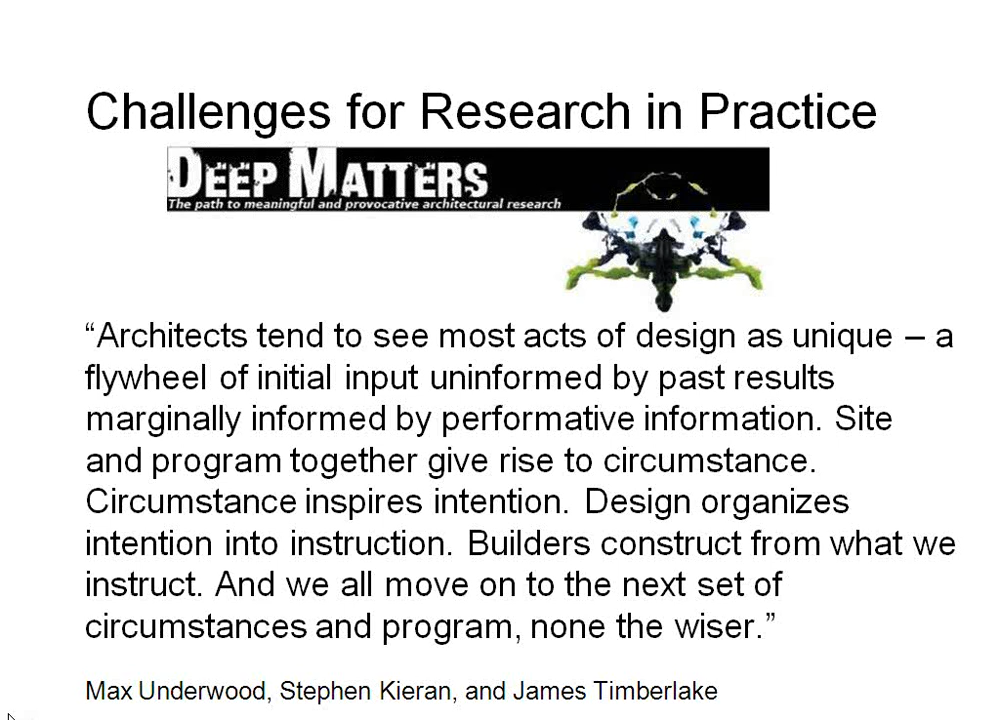 Challenges for Research in Practice
DEEP MATTERS
The path to meaningful and provocative architectural research
“Architects tend to see most acts of design as unique – a
flywheel of initial input uninformed by past results
marginally informed by performative information. Site
and program together give rise to circumstance.
Circumstance inspires intention. Design organizes
intention into instruction. Builders construct from what we
instruct. And we all move on to the next set of
circumstances and program, none the wiser.”
Max Underwood, Stephen Kieran, and James Timberlake